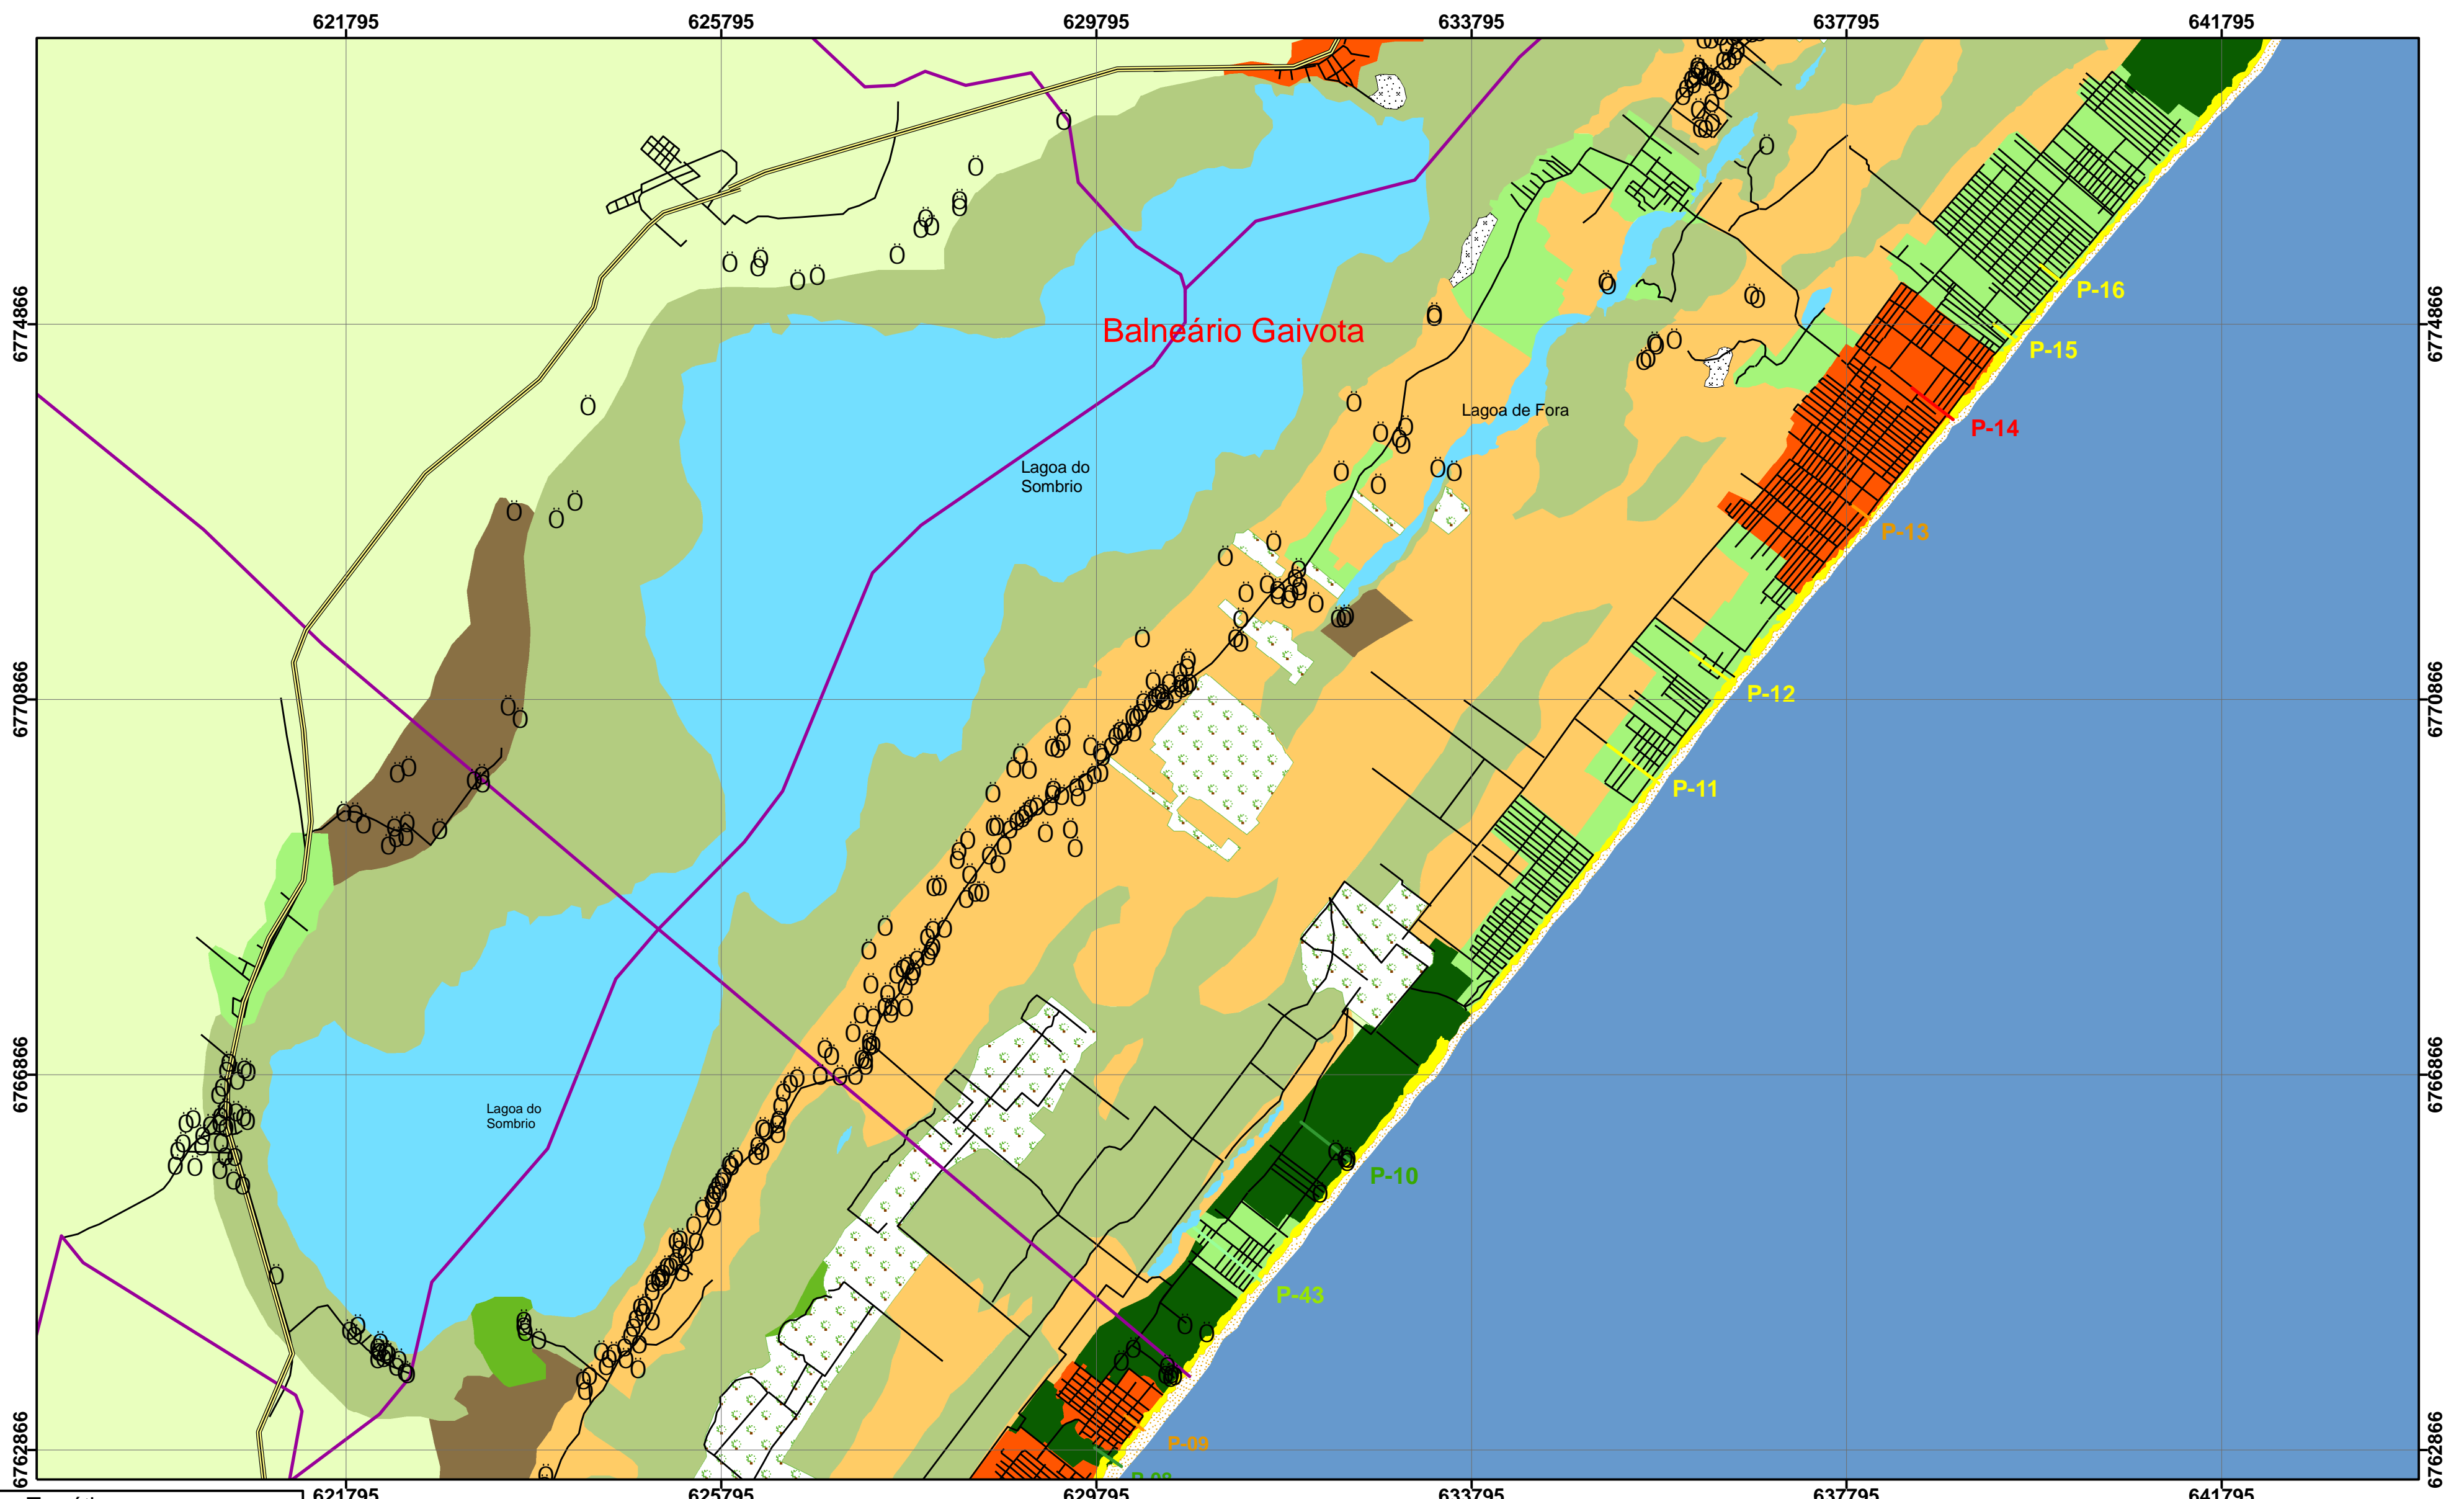 621795 625795 629795 633795 637795 641795
6774866 6774866
P-16
Balneário Gaivota
P-15
Lagoa de Fora
P-14
Lagoa do
Sombrio
P-13
6770866 6770866
P-12
P-11
6766866 6766866
Lagoa do
Sombrio
P-10
P-43
6762866 6762866
P-09
621795 625795 629795 633795 637795 641795